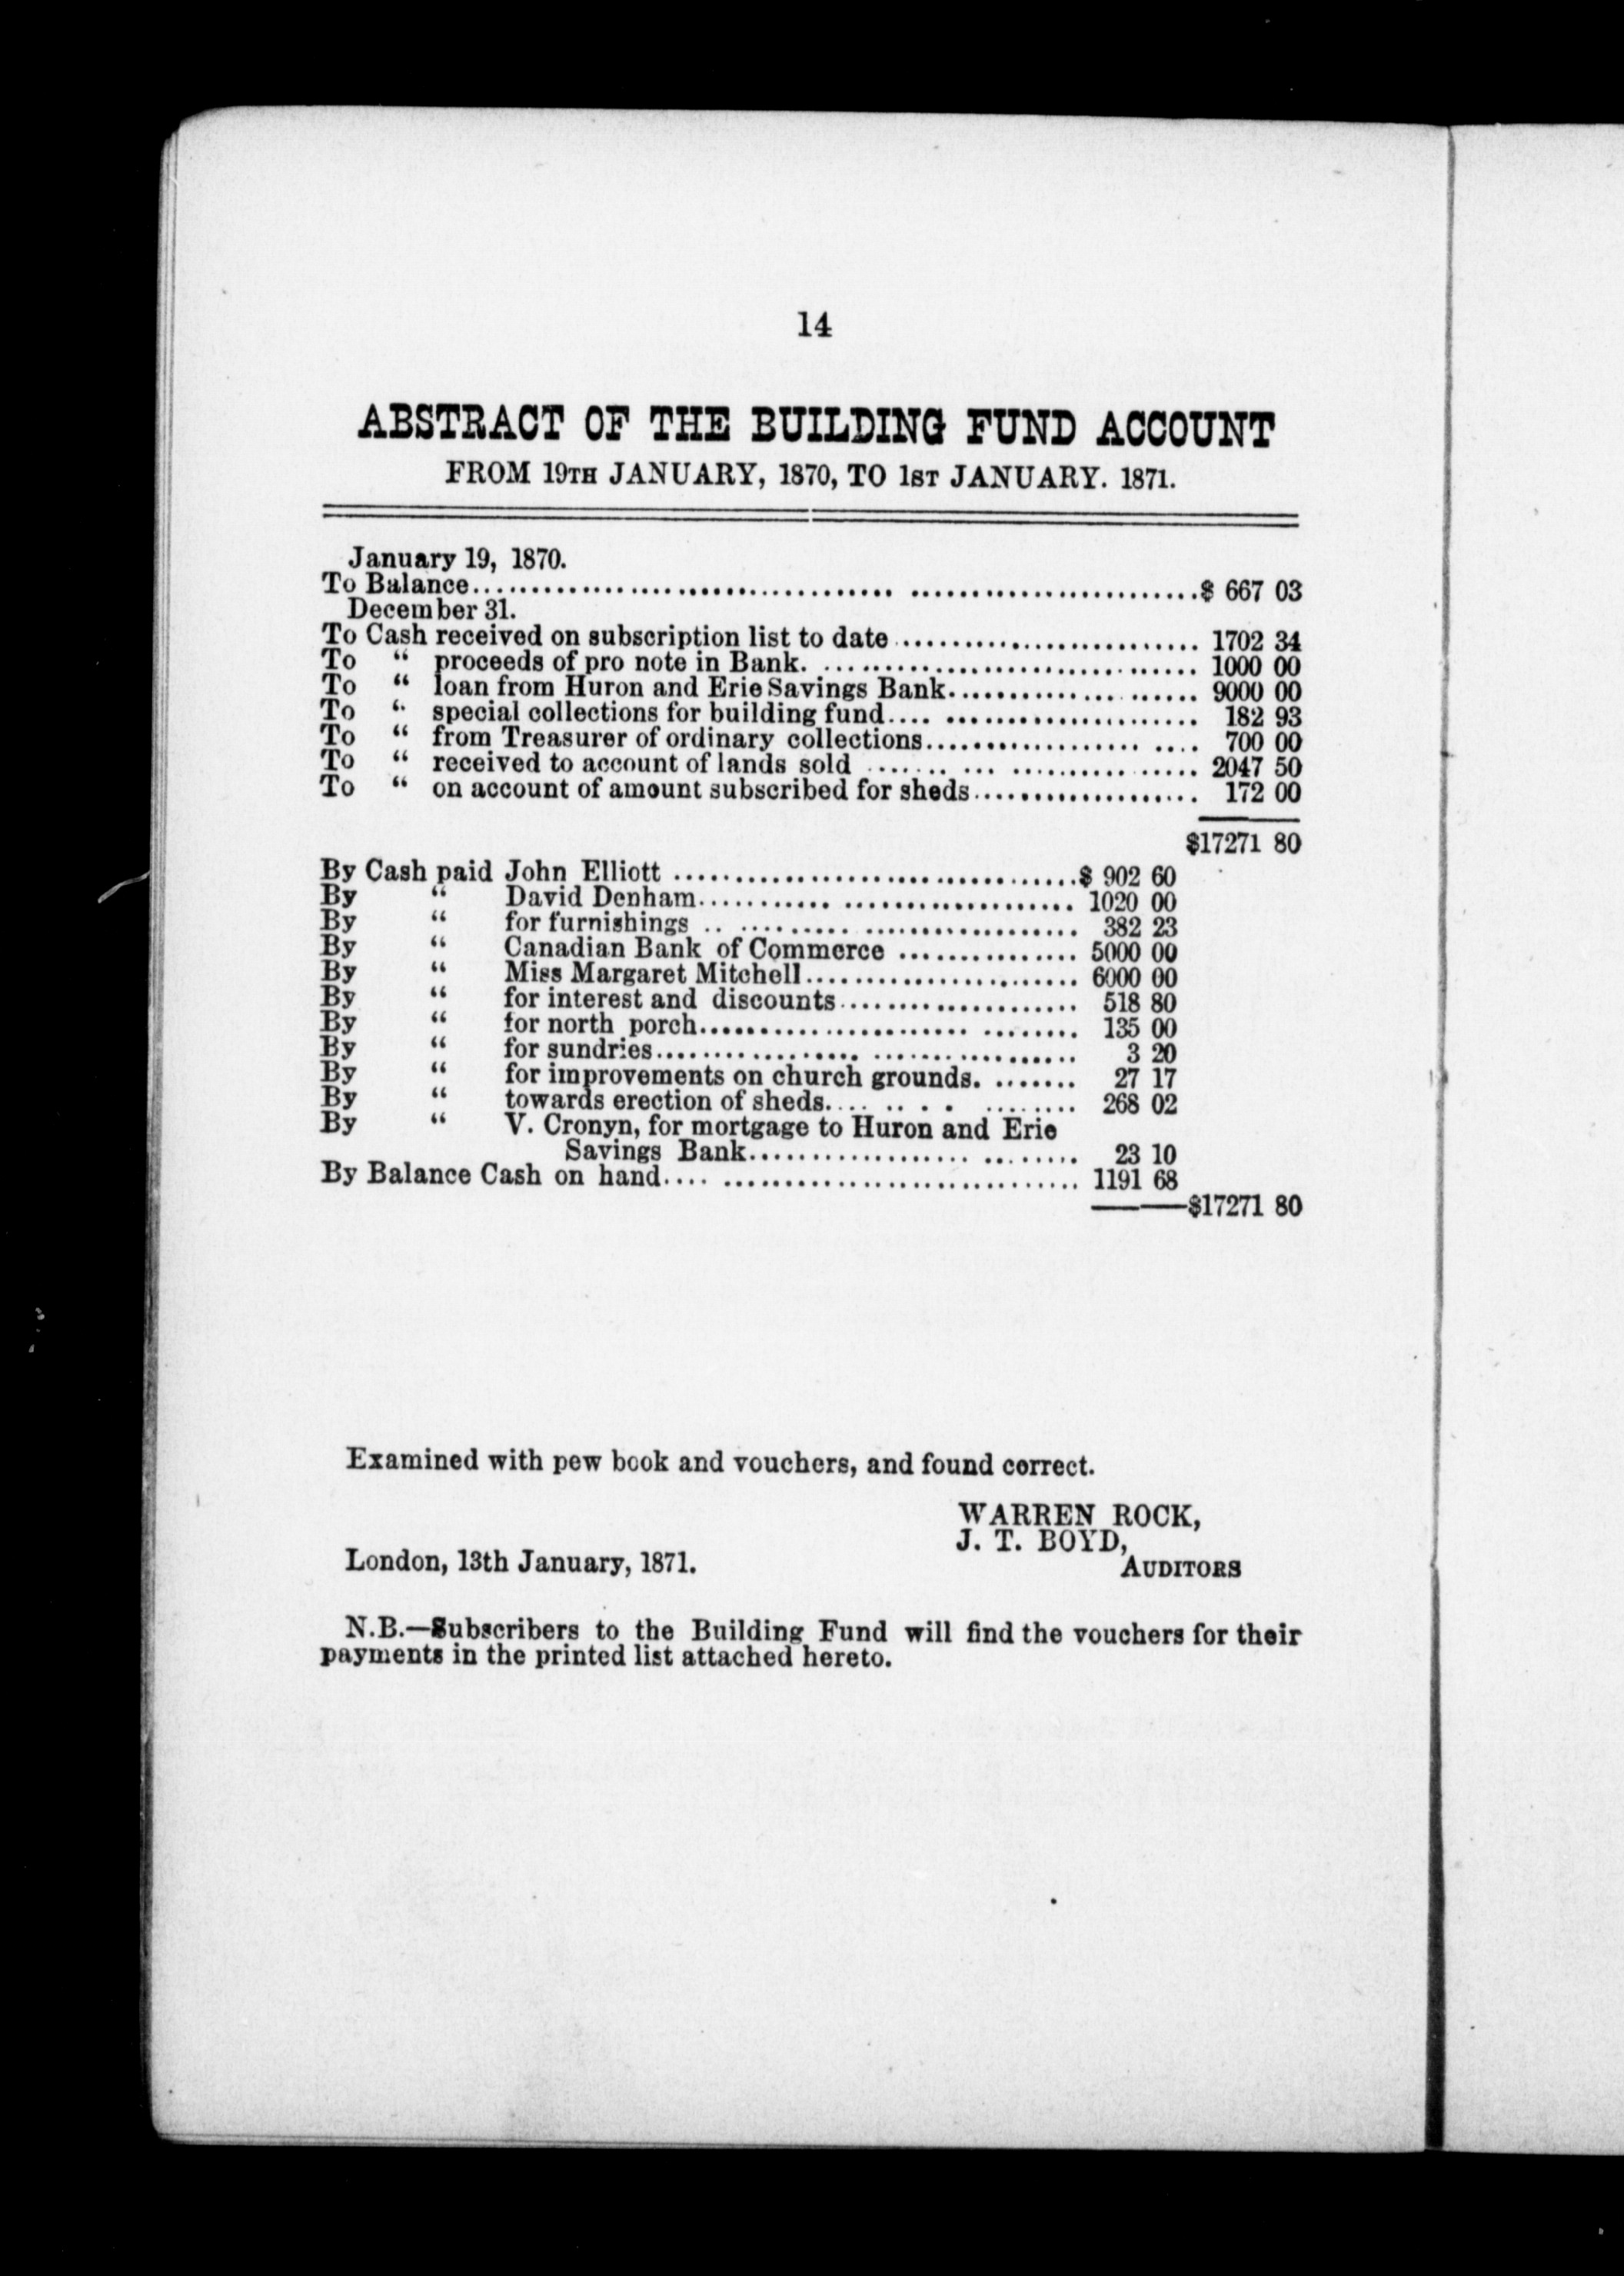 14
ABSTRACT OF THE BUILDING FUND ACCOUNT
FROM 19TH JANUARY, 1870, TO 1ST JANUARY. 1871.
January 19, 1870.
To Balance.......................................................$ 667 03
December 31.
To Cash received on subscription list to date........................... 1702 34
To “ proceeds of pro note in Bank. ................................ 1000 00
To “ loan from Huron and Erie Savings Bank..................... 9000 00
To “ special collections for building fund.... ..................... 182 93
To “ from Treasurer of ordinary collections.................. .... 700 00
To “ received to account of lands sold ....... ... .......... ..... 2047 50
To “ on account of amount subscribed for sheds................... 172 00
$17271 80
By Cash paid John Elliott ...................................$ 902 60
By “ David Denham........... ................... 1020 00
By “ for furnishings .. ......... .................. 382 23
By “ Canadian Bank of Commerce ............... 5000 00
By “ Miss Margaret Mitchell....................... 6000 00
By “ for interest and discounts.................... 518 80
By “ for north porch....................... ........ 135 00
By “ for sundries.................. .................. 3 20
By “ for improvements on church grounds. ....... 27 17
By “ towards erection of sheds.... .. . . ........ 268 02
By “ V. Cronyn, for mortgage to Huron and Erie
Savings Bank................... ........ 23 10
By Balance Cash on hand.... .............................. 1191 68
$17271 80
Examined with pew book and vouchers, and found correct.
WARREN ROCK,
J. T. BOYD,
AUDITORS
London, 13th January, 1871.
N.B.—Subscribers to the Building Fund will find the vouchers for their
payments in the printed list attached hereto.